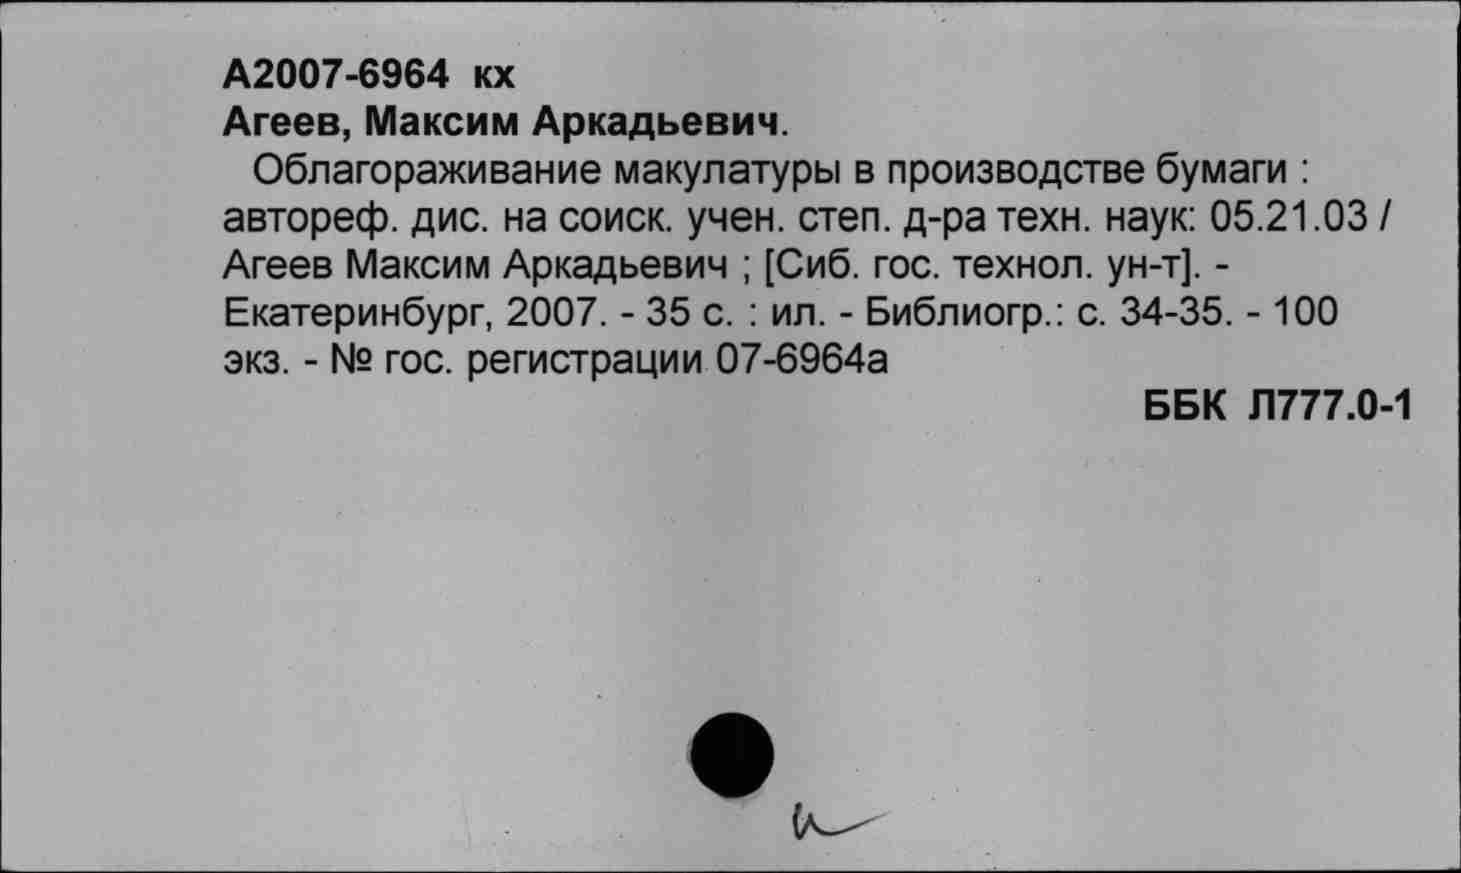 А2007-6964 кх
Агеев, Максим Аркадьевич.
Облагораживание макулатуры в производстве бумаги :
автореф. дис. на соиск. учен. степ. д-ра техн. наук: 05.21.03 /
Агеев Максим Аркадьевич ; [Сиб. гос. технол. ун-т]. -
Екатеринбург, 2007. - 35 с. : ил. - Библиогр.: с. 34-35. - 100
экз. - № гос. регистрации 07-6964а
ББК Л777.0-1